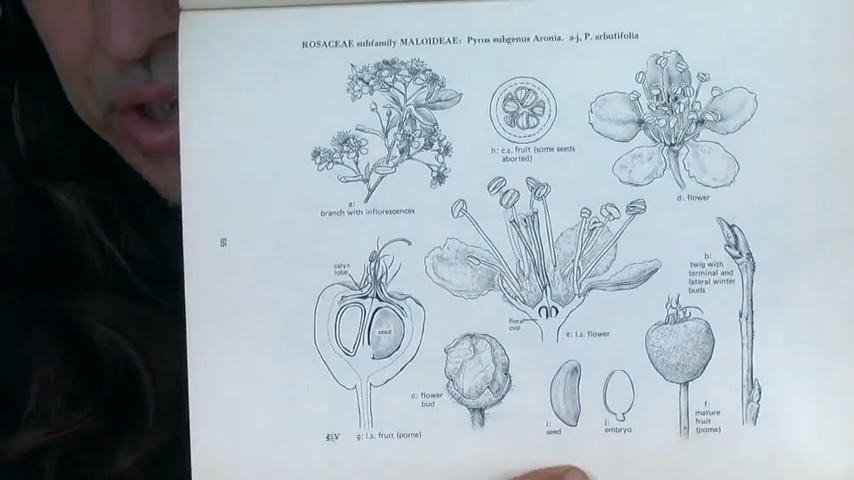 ROSACEAE subfamily MALOIDEAE: Pyrus subgenus Aronia. a-j, P. arbutifolia
a:
branch with inflorescences
h: c.s. fruit (some seeds
aborted)
d: flower
55
calyx
lobe
seed
floral
cup
e: l.s. flower
b:
twig with
terminal and
lateral winter
buds
c: flower
bud
i:
seed
j:
embryo
f:
mature
fruit
(pome)
g: l.s. fruit (pome)